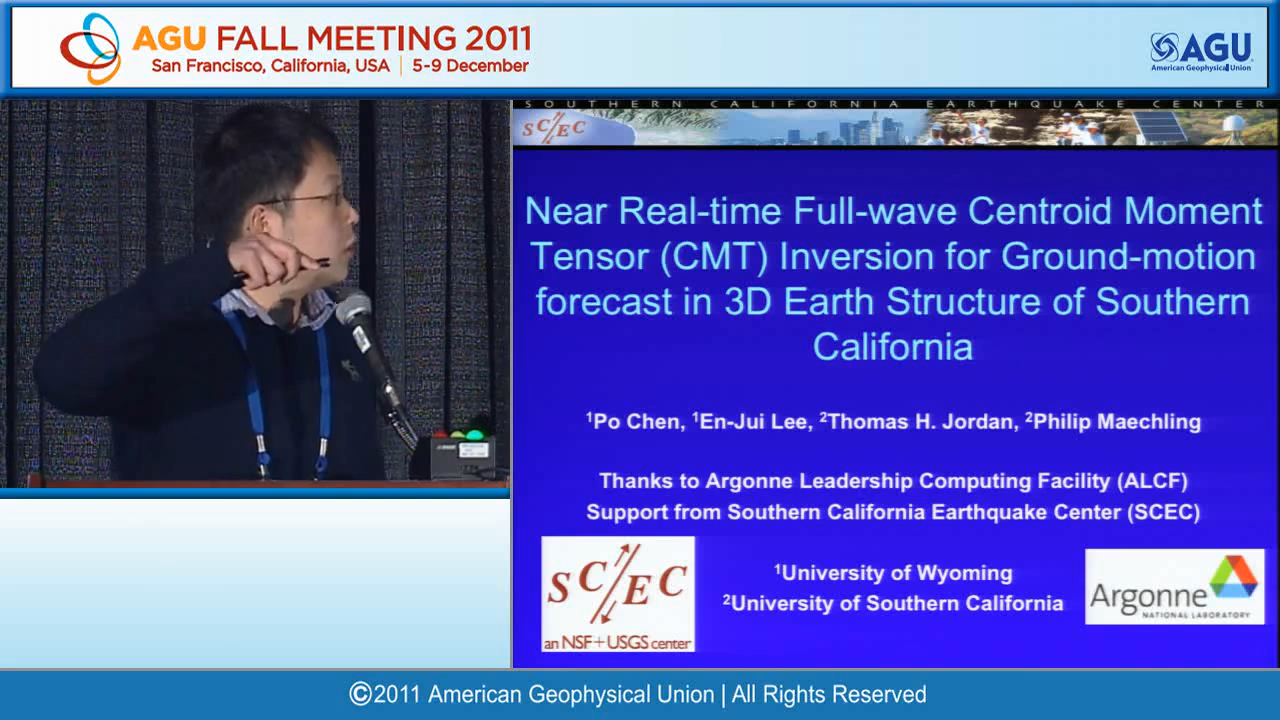 AGU FALL MEETING 2011
San Francisco, California, USA | 5-9 December
AGU
American Geophysical Union
SOUTHERN CALIFORNIA EARTHQUAKE CENTER
SC/EC
Near Real-time Full-wave Centroid Moment
Tensor (CMT) Inversion for Ground-motion
forecast in 3D Earth Structure of Southern
California
¹Po Chen, ¹En-Jui Lee, ²Thomas H. Jordan, ²Philip Maechling
Thanks to Argonne Leadership Computing Facility (ALCF)
Support from Southern California Earthquake Center (SCEC)
SC/EC
an NSF+USGS center
¹University of Wyoming
²University of Southern California
Argonne
NATIONAL LABORATORY
©2011 American Geophysical Union | All Rights Reserved